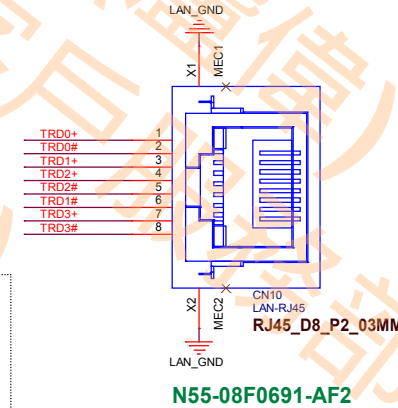 LAN_GND
X1
MEC1
TRD0+ 1
TRD0# 2
TRD1+ 3
TRD2+ 4
TRD2# 5
TRD1# 6
TRD3+ 7
TRD3# 8
X2
MEC2
CN10
LAN-RJ45
RJ45_D8_P2_03MM
LAN_GND
N55-08F0691-AF2